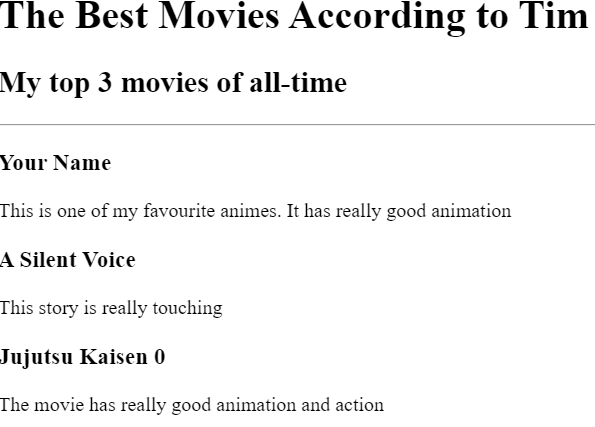 The Best Movies According to Tim
My top 3 movies of all-time
Your Name
This is one of my favourite animes. It has really good animation
A Silent Voice
This story is really touching
Jujutsu Kaisen 0
The movie has really good animation and action